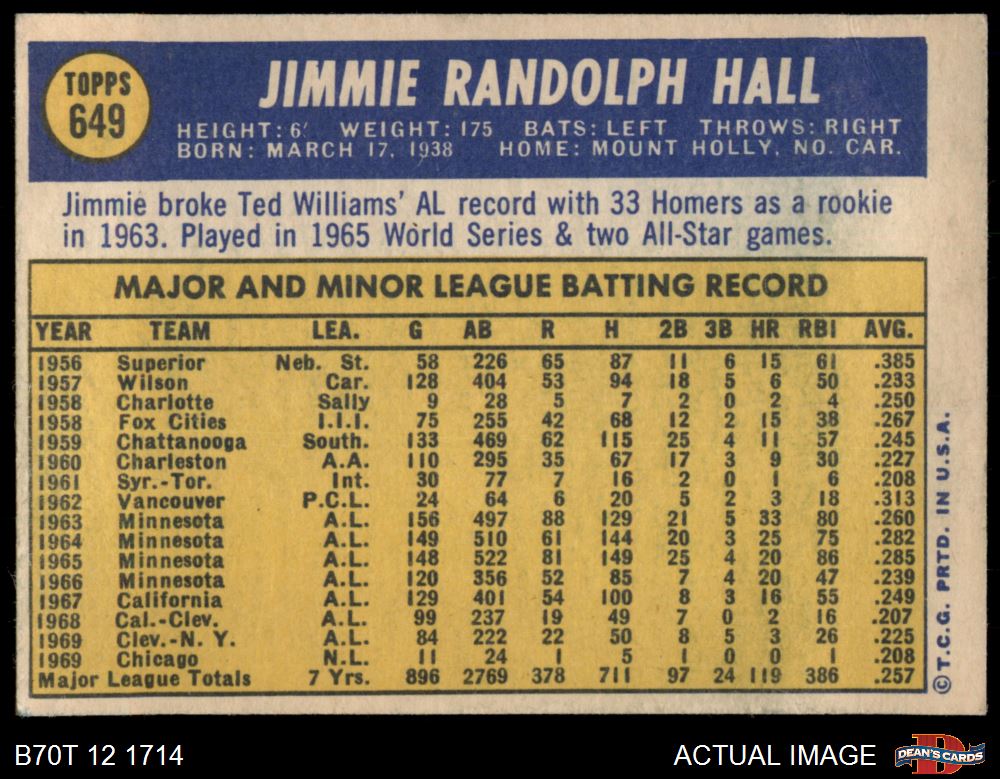 TOPPS
649
JIMMIE RANDOLPH HALL
HEIGHT: 6' WEIGHT: 175 BATS: LEFT THROWS: RIGHT
BORN: MARCH 17, 1938 HOME: MOUNT HOLLY, NO. CAR.
Jimmie broke Ted Williams' AL record with 33 Homers as a rookie
in 1963. Played in 1965 World Series & two All-Star games.
MAJOR AND MINOR LEAGUE BATTING RECORD
YEAR TEAM LEA. G AB R H 2B 3B HR RBI AVG.
1956 Superior Neb. St. 58 226 65 87 11 6 15 61 .385
1957 Wilson Car. 128 404 53 94 18 5 6 50 .233
1958 Charlotte Sally 9 28 5 7 2 0 2 4 .250
1958 Fox Cities I.I.I. 75 255 42 68 12 2 15 38 .267
1959 Chattanooga South. 133 469 62 115 25 4 11 57 .245
1960 Charleston A.A. 110 295 35 67 17 3 9 30 .227
1961 Syr.-Tor. Int. 30 77 7 16 2 0 1 6 .208
1962 Vancouver P.C.L. 24 64 6 20 5 2 3 18 .313
1963 Minnesota A.L. 156 497 88 129 21 5 33 80 .260
1964 Minnesota A.L. 149 510 61 144 20 3 25 75 .282
1965 Minnesota A.L. 148 522 81 149 25 4 20 86 .285
1966 Minnesota A.L. 120 356 52 85 7 4 20 47 .239
1967 California A.L. 129 401 54 100 8 3 16 55 .249
1968 Cal.-Clev. A.L. 99 237 19 49 7 0 2 16 .207
1969 Clev.-N. Y. A.L. 84 222 22 50 8 5 3 26 .225
1969 Chicago N.L. 11 24 1 5 1 0 0 1 .208
Major League Totals 7 Yrs. 896 2769 378 711 97 24 119 386 .257
© T.C.G. PRTD. IN U.S.A.
B70T 12 1714
ACTUAL IMAGE
DEAN'S CARDS